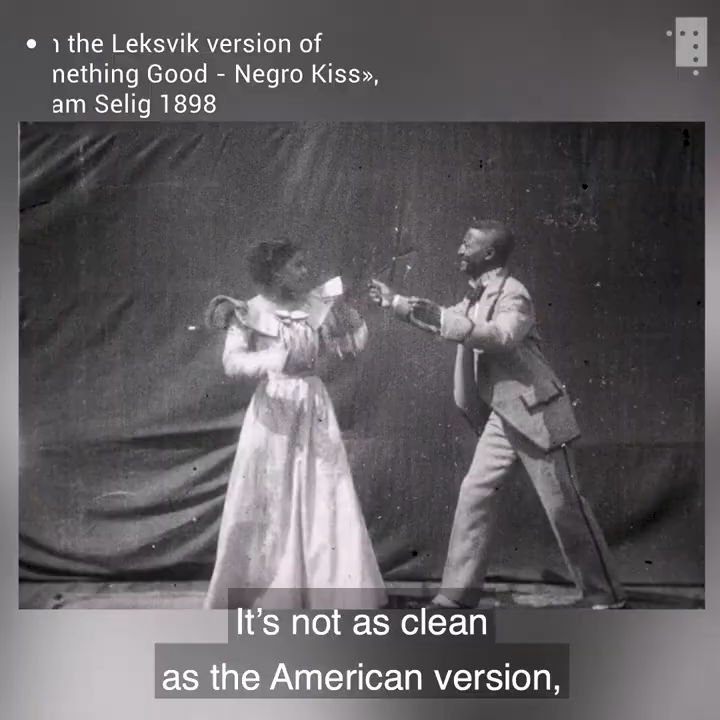 the Leksvik version of
nething Good - Negro Kiss»,
am Selig 1898
It's not as clean
as the American version,